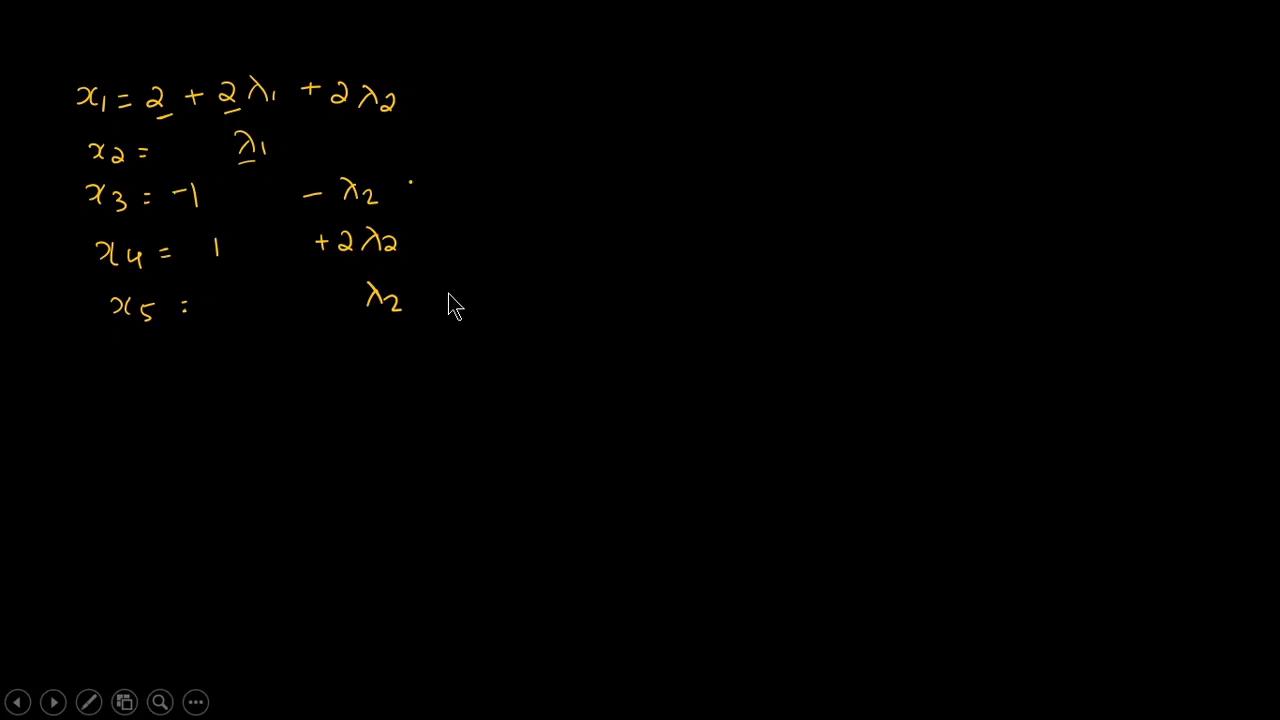 x₁ = 2 + 2λ₁ + 2λ₂
x₂ = λ₁
x₃ = -1 - λ₂
x₄ = 1 + 2λ₂
x₅ = λ₂